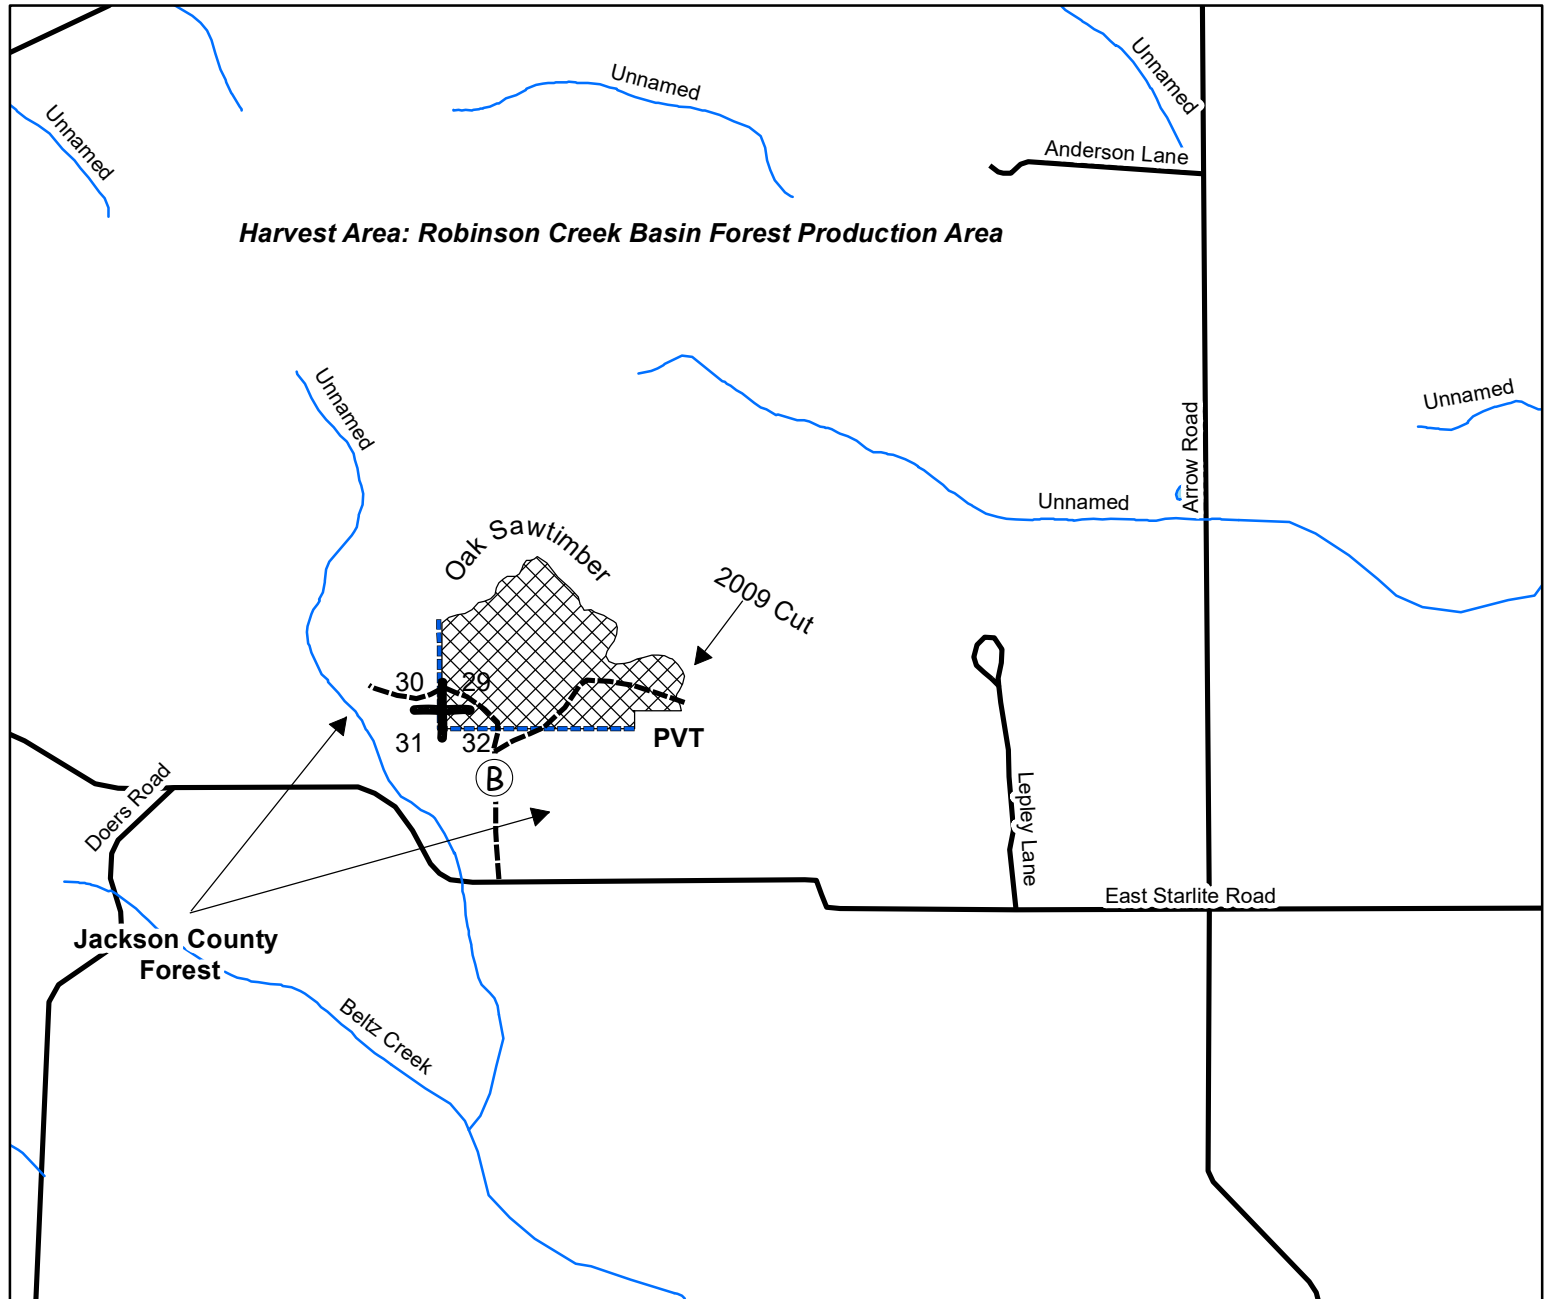 Unnamed
Unnamed
Unnamed
Anderson Lane
Harvest Area: Robinson Creek Basin Forest Production Area
Unnamed
Unnamed
Arrow Road
Unnamed
Oak Sawtimber
2009 Cut
30
29
31
32
PVT
B
Doers Road
Lepley Lane
East Starlite Road
Jackson County
Forest
Beltz Creek